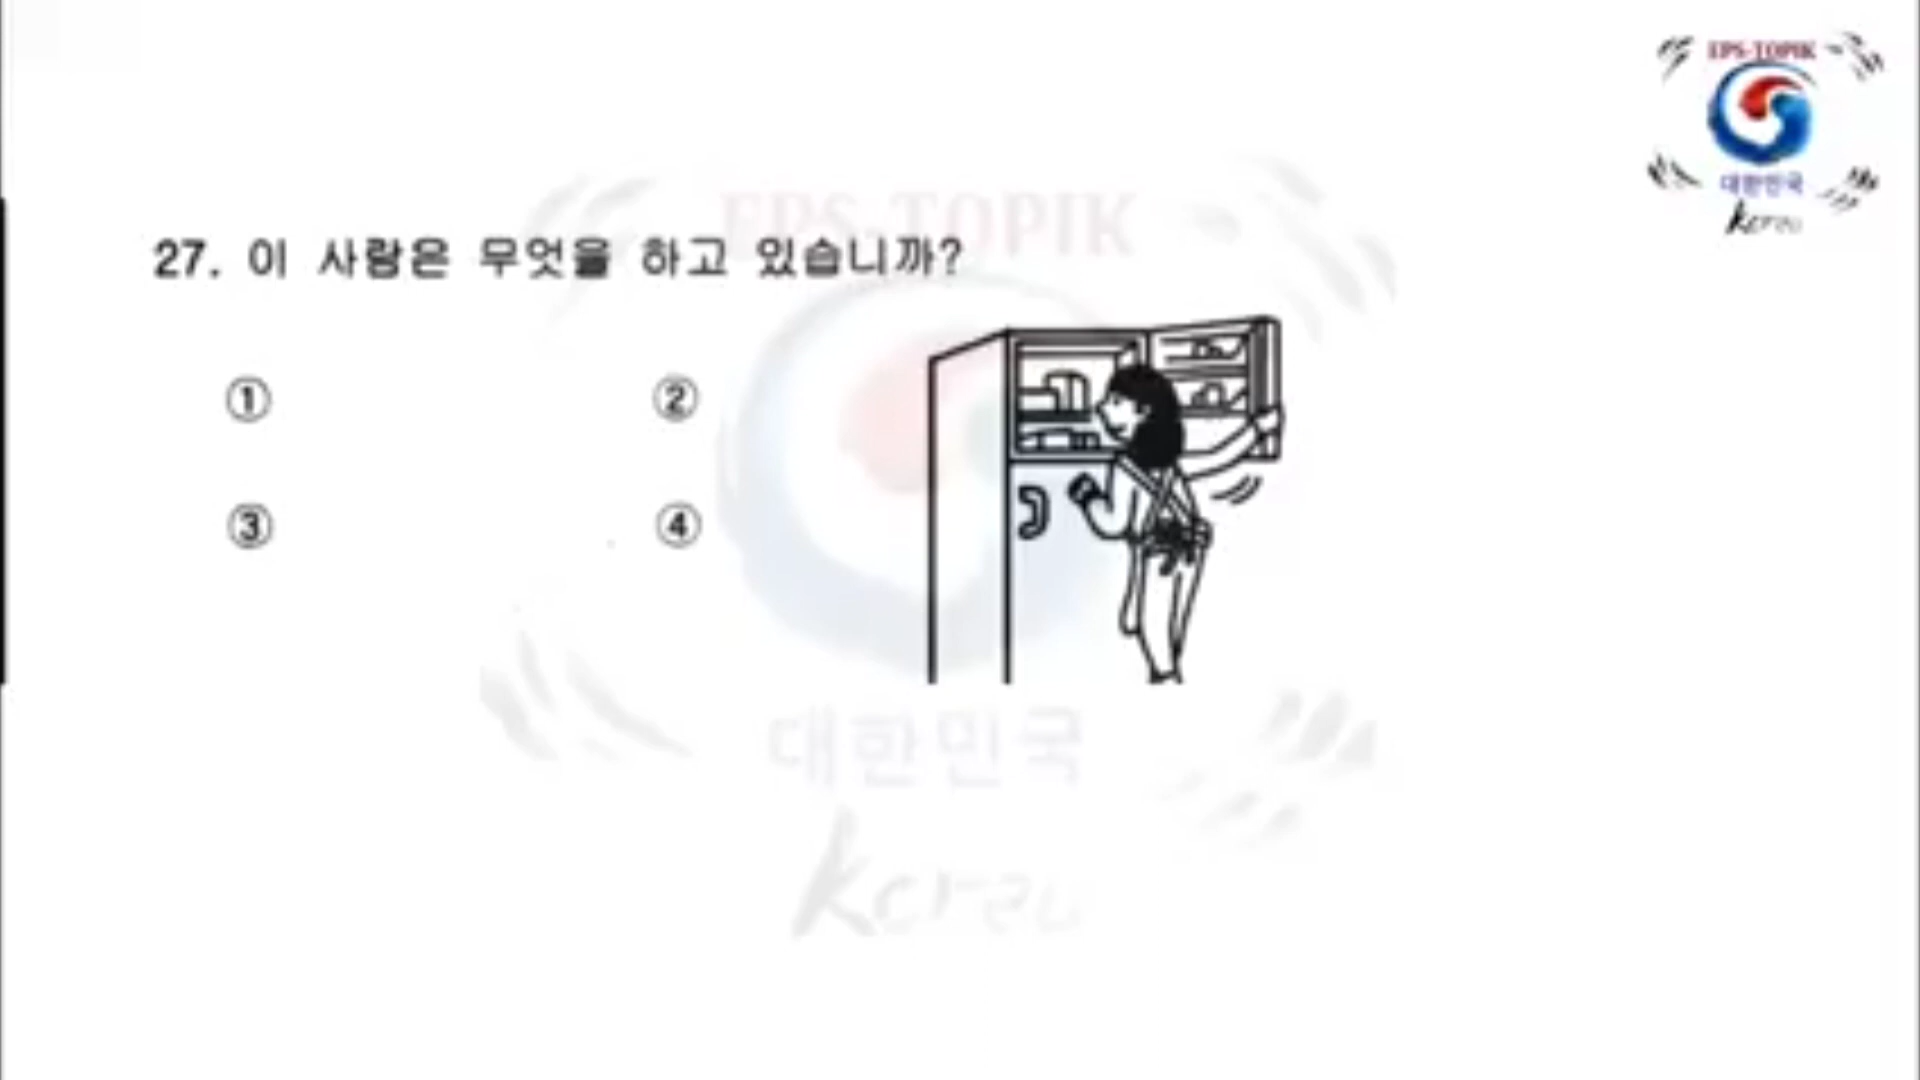 EPS-TOPIK
대한민국
Korea
EPS-TOPIK
27. 이 사람은 무엇을 하고 있습니까?
① ②
③ ④
대한민국
Korea